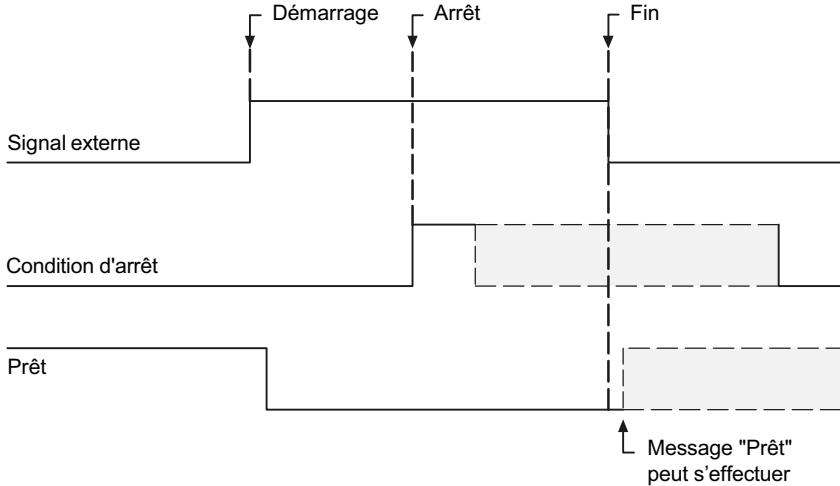 Démarrage
Arrêt
Fin
Signal externe
Condition d'arrêt
Prêt
Message "Prêt"
peut s’effectuer